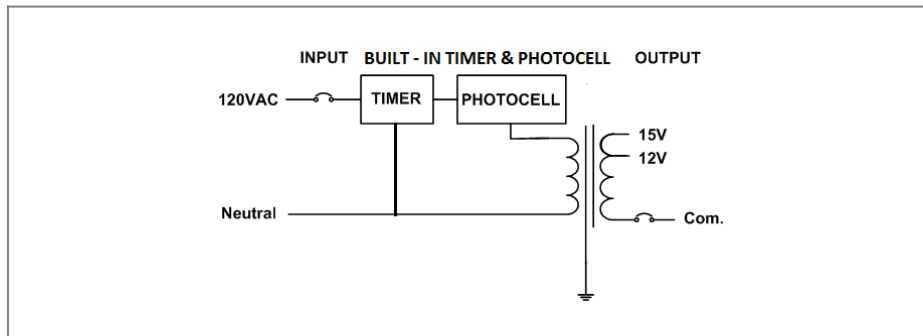 INPUT BUILT - IN TIMER & PHOTOCELL OUTPUT
120VAC TIMER PHOTOCELL
15V
12V
Neutral Com.